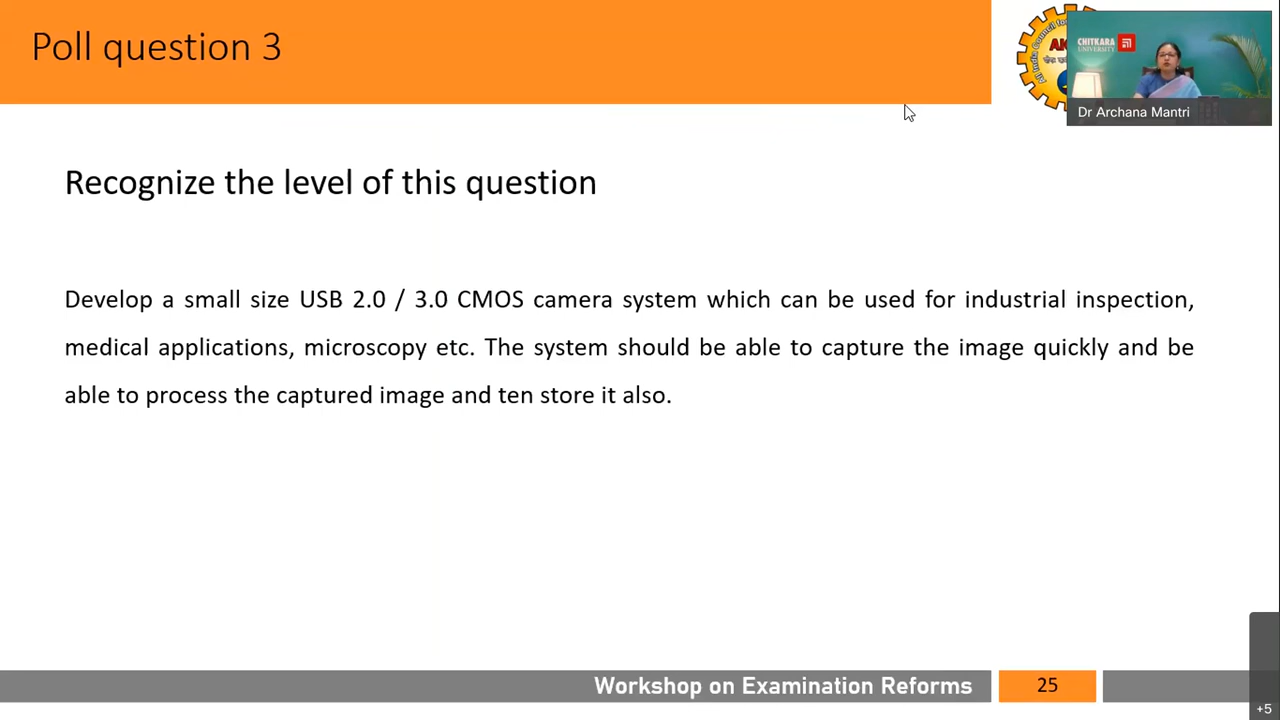 Poll question 3
CHITKARA
UNIVERSITY
Dr Archana Mantri
Recognize the level of this question
Develop a small size USB 2.0 / 3.0 CMOS camera system which can be used for industrial inspection,
medical applications, microscopy etc. The system should be able to capture the image quickly and be
able to process the captured image and ten store it also.
Workshop on Examination Reforms
25
+5